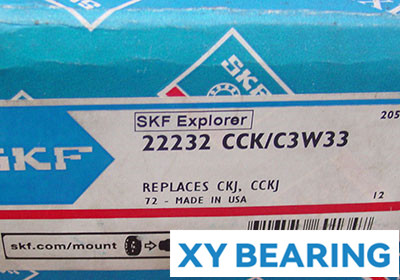 SKF
205
SKF Explorer
22232 CCK/C3W33
SKF
REPLACES CKJ, CCKJ
72 - MADE IN USA
12
skf.com/mount
XY BEARING